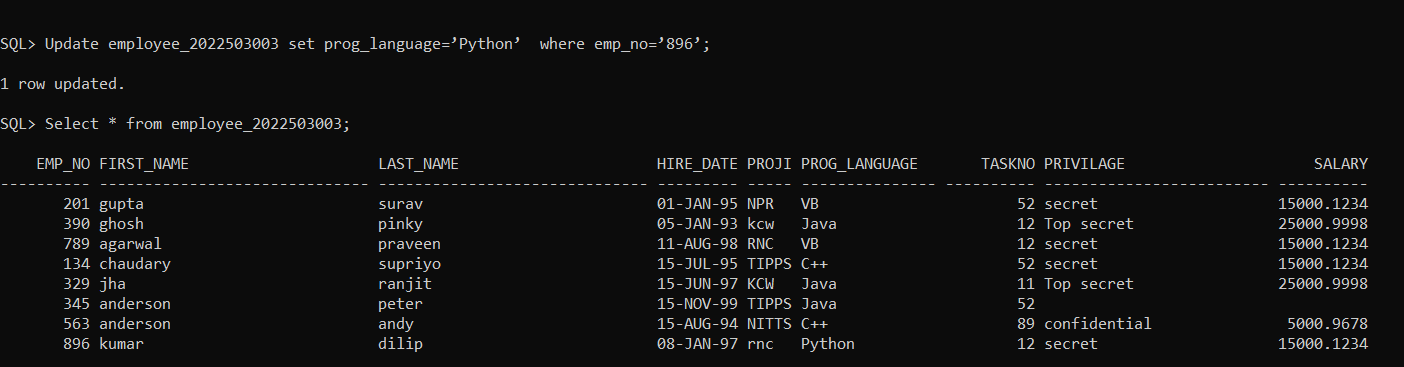 SQL> Update employee_2022503003 set prog_language=’Python’  where emp_no=’896’;
1 row updated.
SQL> Select * from employee_2022503003;
    EMP_NO FIRST_NAME                     LAST_NAME                      HIRE_DATE PROJI PROG_LANGUAGE       TASKNO PRIVILAGE                     SALARY
---------- ------------------------------ ------------------------------ --------- ----- --------------- ---------- ------------------------- ----------
       201 gupta                          surav                          01-JAN-95 NPR   VB                      52 secret                    15000.1234
       390 ghosh                          pinky                          05-JAN-93 kcw   Java                    12 Top secret                25000.9998
       789 agarwal                        praveen                        11-AUG-98 RNC   VB                      12 secret                    15000.1234
       134 chaudary                       supriyo                        15-JUL-95 TIPPS C++                     52 secret                    15000.1234
       329 jha                            ranjit                         15-JUN-97 KCW   Java                    11 Top secret                25000.9998
       345 anderson                       peter                          15-NOV-99 TIPPS Java                    52
       563 anderson                       andy                           15-AUG-94 NITTS C++                     89 confidential               5000.9678
       896 kumar                          dilip                          08-JAN-97 rnc   Python                  12 secret                    15000.1234